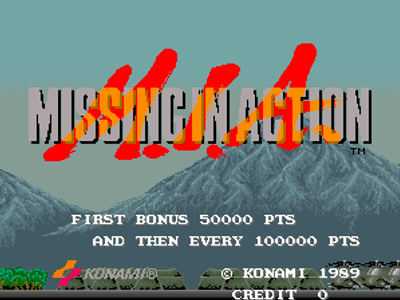 M.I.A.
MISSING IN ACTION
TM
FIRST BONUS 50000 PTS
AND THEN EVERY 100000 PTS
KONAMI® © KONAMI 1989
CREDIT 0